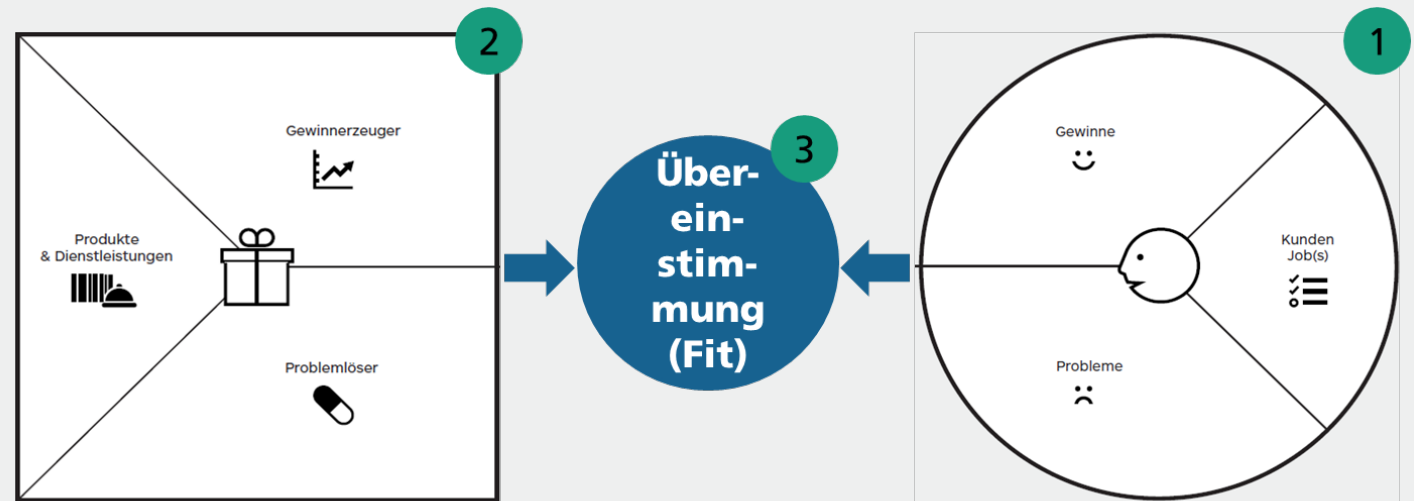 2
Gewinnerzeuger
Produkte
& Dienstleistungen
Problemlöser
3
Über-
ein-
stim-
mung
(Fit)
1
Gewinne
Kunden
Job(s)
Probleme